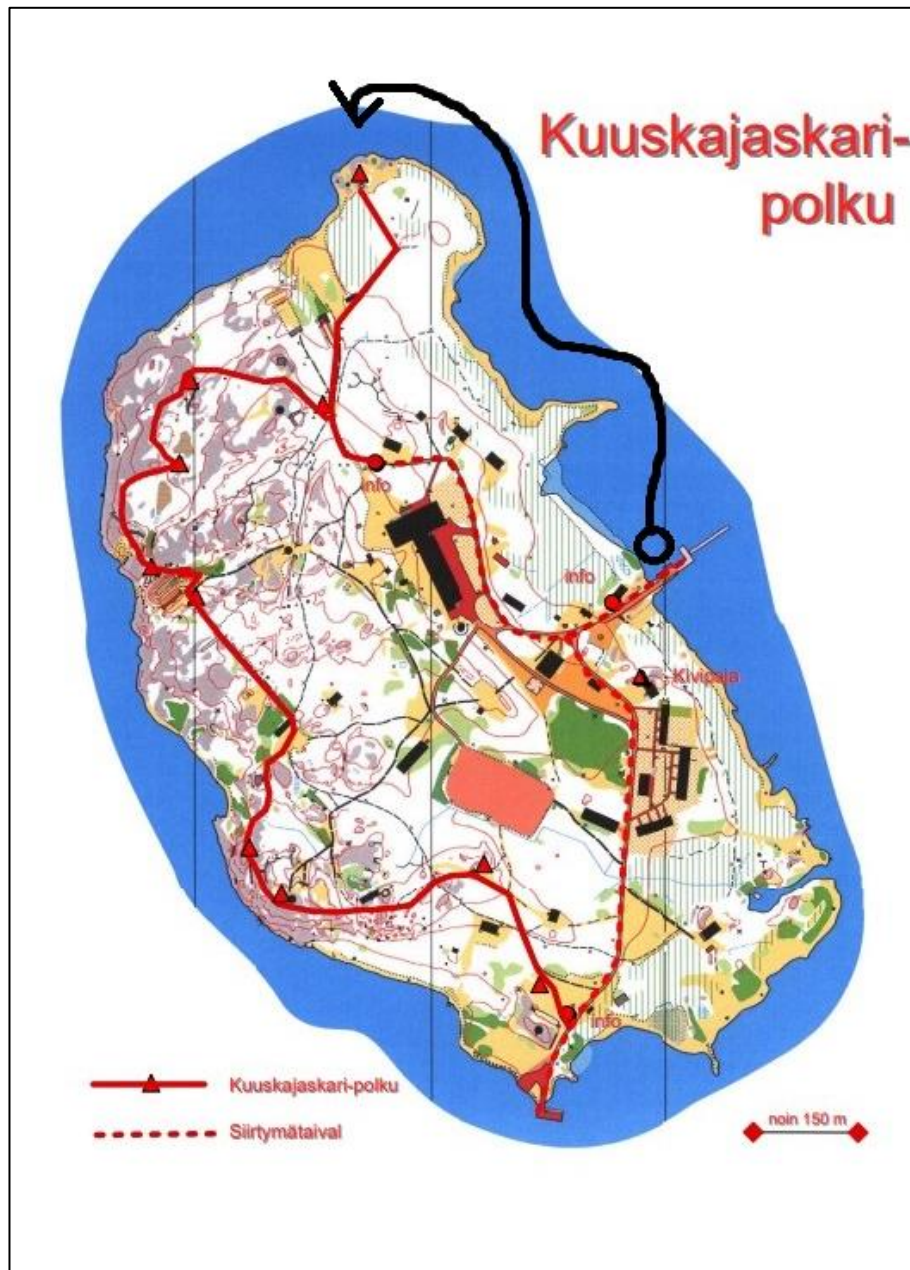 Kuuskajaskari-
polku
info
info
Kivipaja
info
Kuuskajaskari-polku
Siirtymätaival
noin 150 m